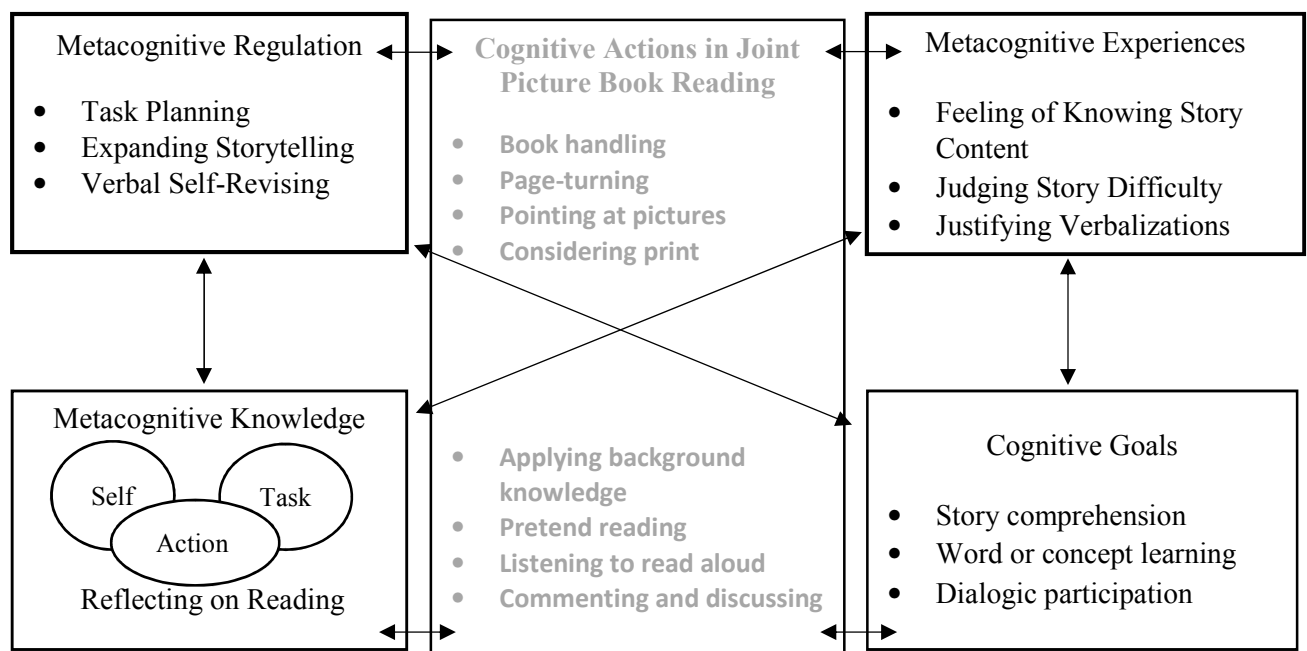 Metacognitive Regulation
• Task Planning
• Expanding Storytelling
• Verbal Self-Revising
Cognitive Actions in Joint
Picture Book Reading
• Book handling
• Page-turning
• Pointing at pictures
• Considering print
Metacognitive Experiences
• Feeling of Knowing Story
Content
• Judging Story Difficulty
• Justifying Verbalizations
Metacognitive Knowledge
Self
Task
Action
Reflecting on Reading
• Applying background
knowledge
• Pretend reading
• Listening to read aloud
• Commenting and discussing
Cognitive Goals
• Story comprehension
• Word or concept learning
• Dialogic participation